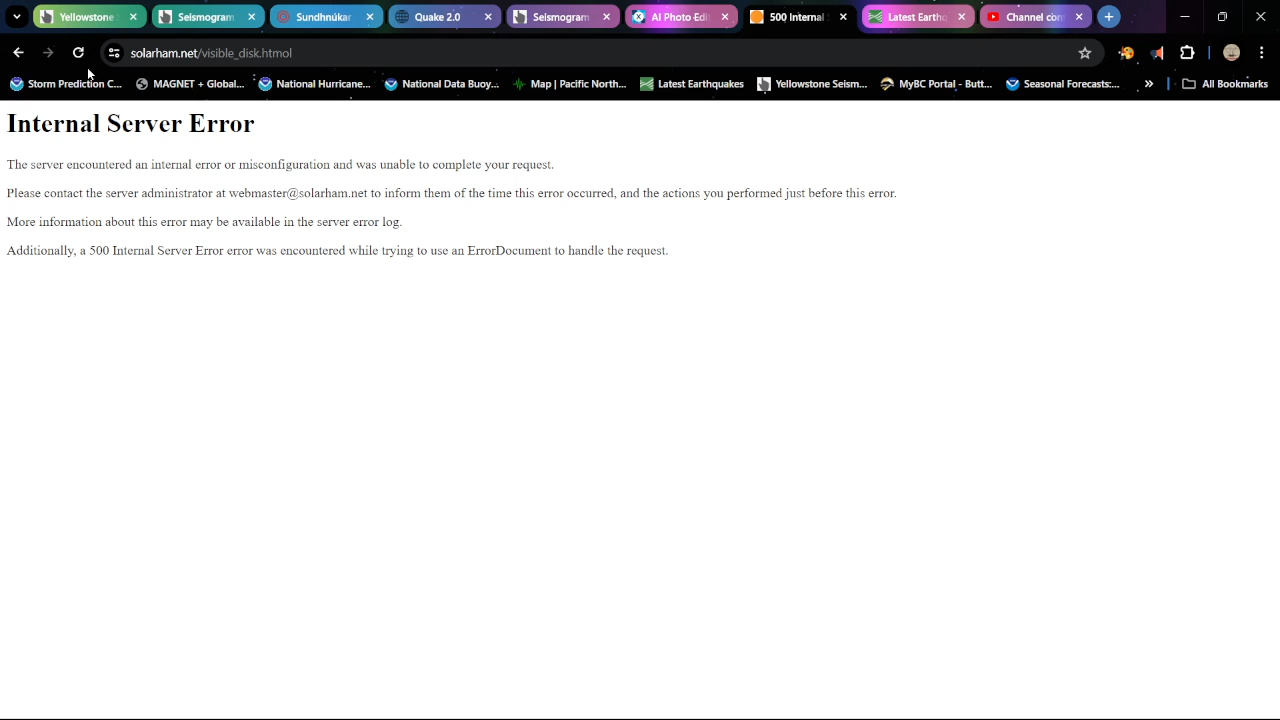 Yellowstone
Seismogram
Sundhnúkar
Quake 2.0
Seismogram
AI Photo Edi
500 Internal
Latest Earthq
Channel con
solarham.net/visible_disk.htmol
Storm Prediction C...
MAGNET + Global...
National Hurricane...
National Data Buoy...
Map | Pacific North...
Latest Earthquakes
Yellowstone Seism...
MyBC Portal - Butt...
Seasonal Forecasts:...
All Bookmarks
Internal Server Error
The server encountered an internal error or misconfiguration and was unable to complete your request.
Please contact the server administrator at webmaster@solarham.net to inform them of the time this error occurred, and the actions you performed just before this error.
More information about this error may be available in the server error log.
Additionally, a 500 Internal Server Error error was encountered while trying to use an ErrorDocument to handle the request.